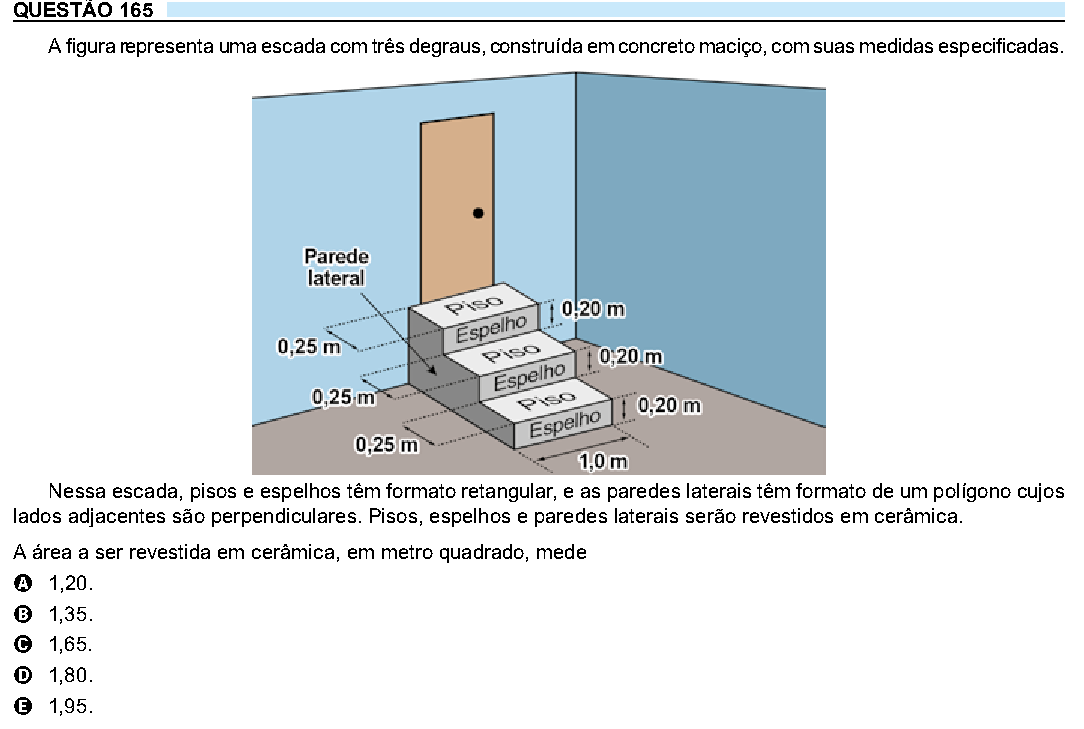 QUESTÃO 165
A figura representa uma escada com três degraus, construída em concreto maciço, com suas medidas especificadas.
Parede
lateral
Piso
0,20 m
Espelho
0,25 m
Piso
0,20 m
Espelho
0,25 m
Piso
0,20 m
Espelho
0,25 m
1,0 m
Nessa escada, pisos e espelhos têm formato retangular, e as paredes laterais têm formato de um polígono cujos
lados adjacentes são perpendiculares. Pisos, espelhos e paredes laterais serão revestidos em cerâmica.
A área a ser revestida em cerâmica, em metro quadrado, mede
A 1,20.
B 1,35.
C 1,65.
D 1,80.
E 1,95.